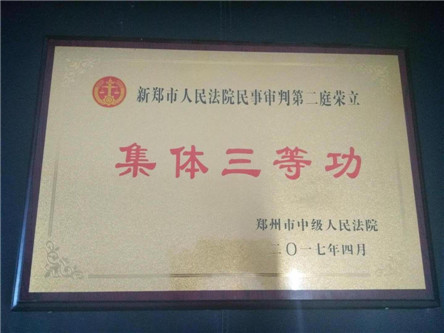 新郑市人民法院民事审判第二庭荣立
集体三等功
郑州市中级人民法院
二〇一七年四月